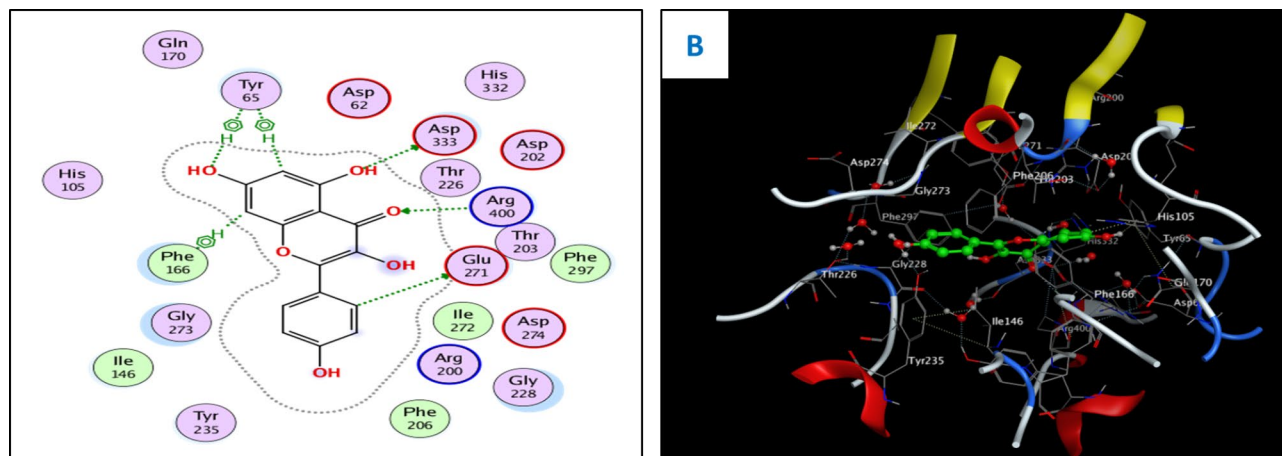 Gln
170
Tyr
65
Asp
62
His
332
Asp
333
Asp
202
H
H
HO
OH
Thr
226
His
105
Arg
400
O
Thr
203
H
Phe
166
O
OH
Glu
271
Phe
297
Gly
273
Ile
272
Asp
274
Ile
146
Arg
200
Gly
228
OH
Tyr
235
Phe
206
B
Arg200
Ile272
271
Asp20
Asp274
Phe206
Gly273
Phe297
His105
Tyr65
Gly228
Thr226
Phe166
Ile146
Tyr235